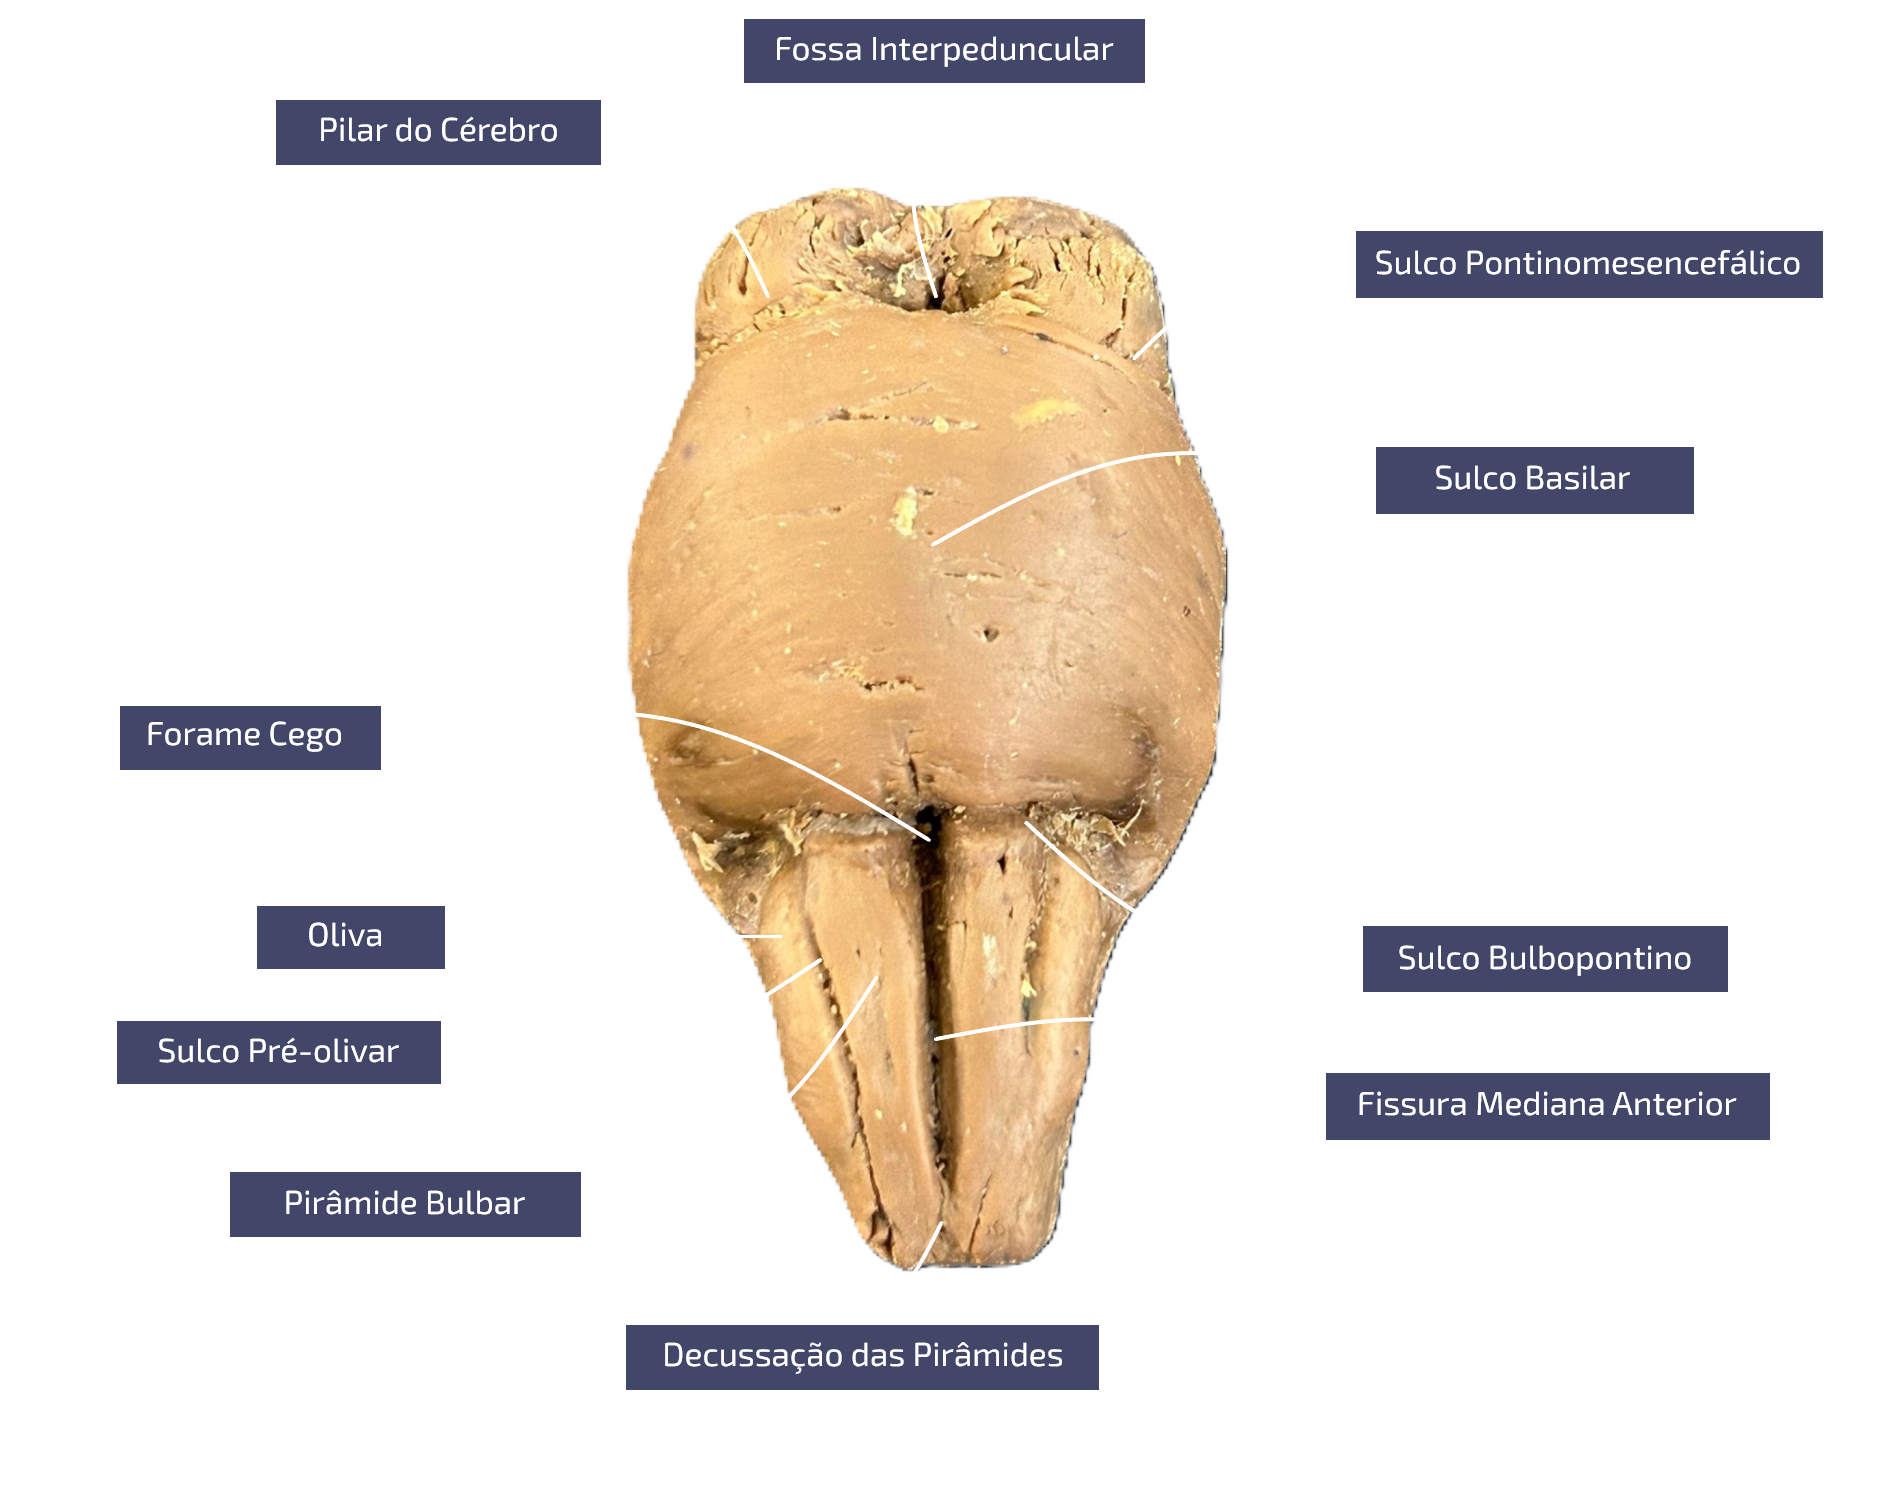 Fossa Interpeduncular
Pilar do Cérebro
Sulco Pontinomesencefálico
Sulco Basilar
Forame Cego
Oliva
Sulco Bulbopontino
Sulco Pré-olivar
Fissura Mediana Anterior
Pirâmide Bulbar
Decussação das Pirâmides